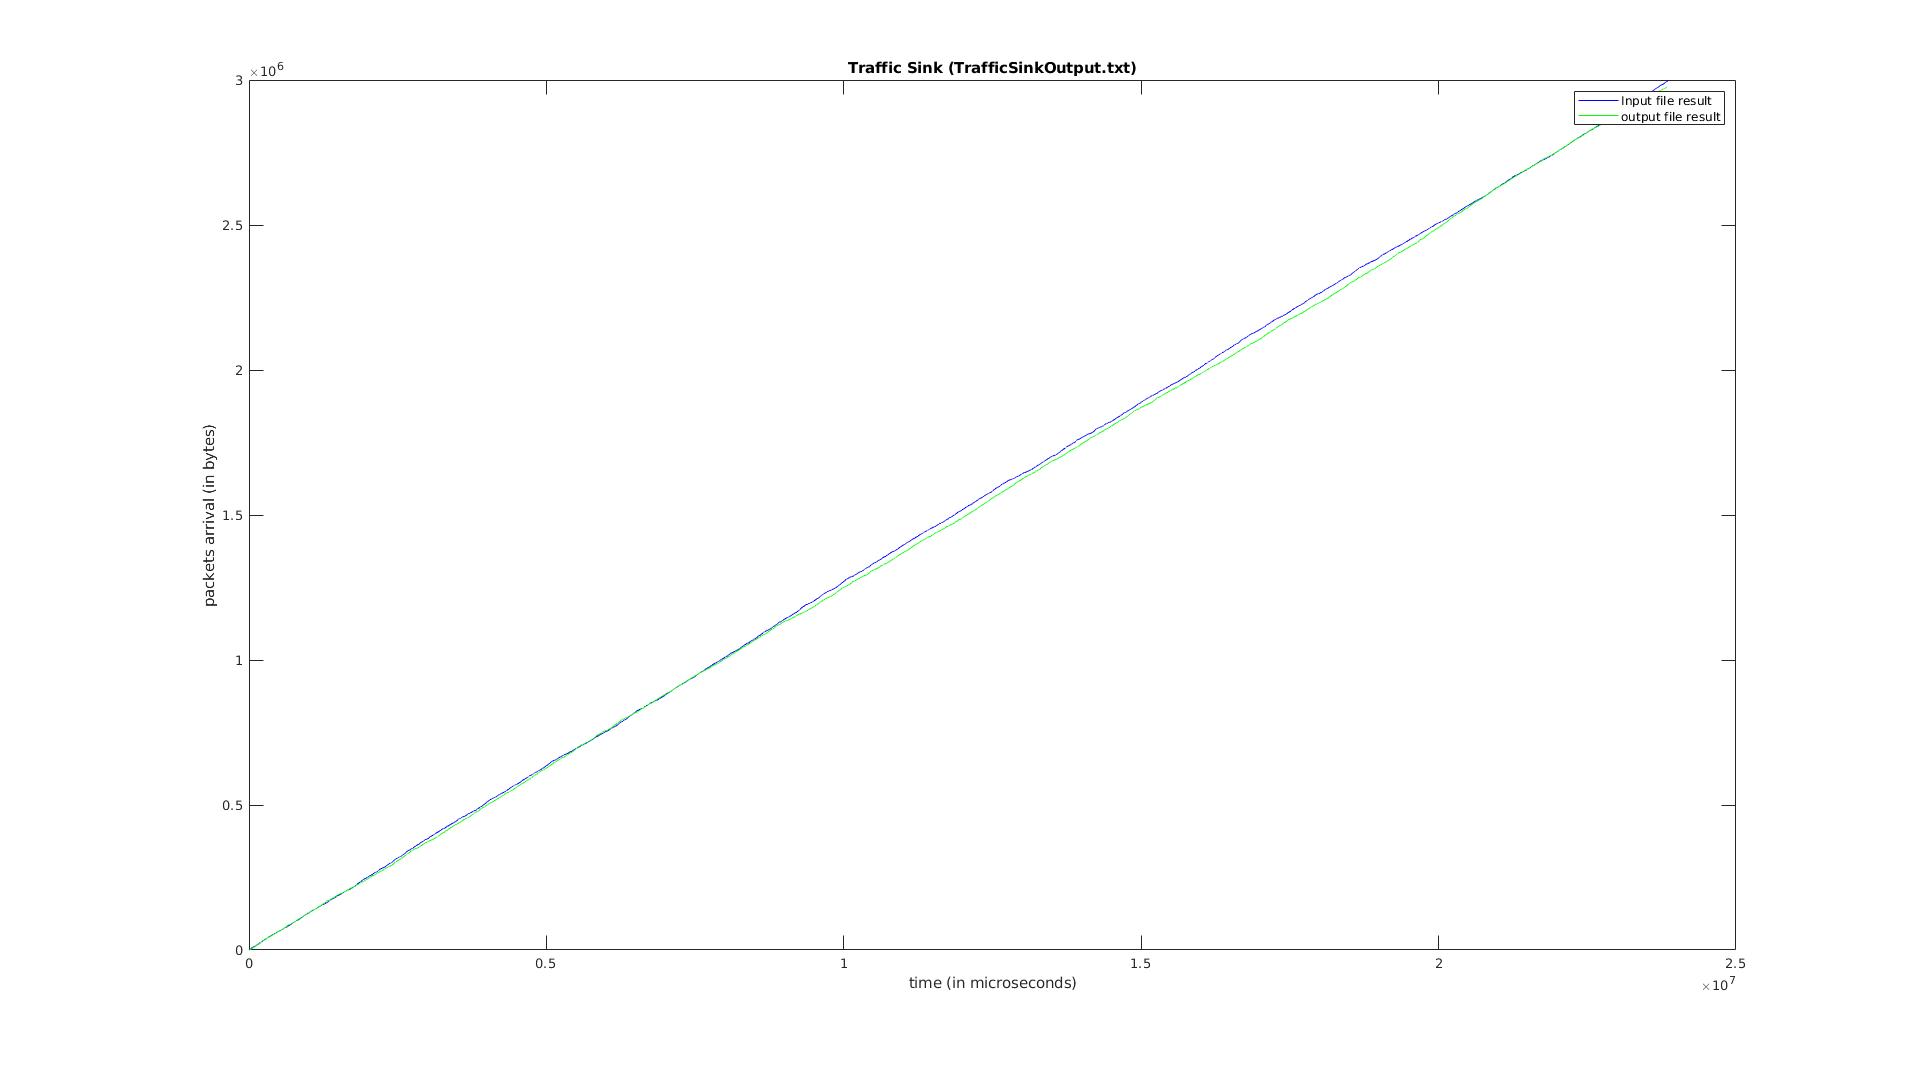 Traffic Sink (TrafficSinkOutput.txt)
×10^6
3
2.5
2
1.5
1
0.5
0
packets arrival (in bytes)
Input file result
output file result
0 0.5 1 1.5 2 2.5
×10^7
time (in microseconds)